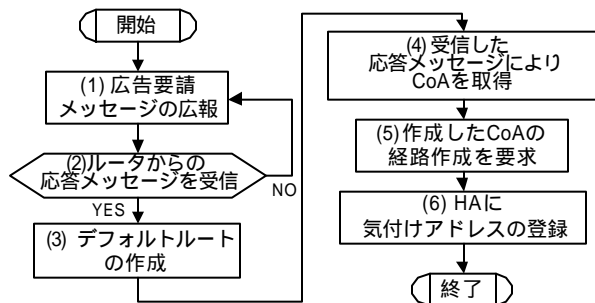 開始
(1) 広告要請
メッセージの広報
(2)ルータからの
応答メッセージを受信
NO
YES
(3) デフォルトルート
の作成
(4)受信した
応答メッセージにより
CoAを取得
(5)作成したCoAの
経路作成を要求
(6) HAに
気付けアドレスの登録
終了